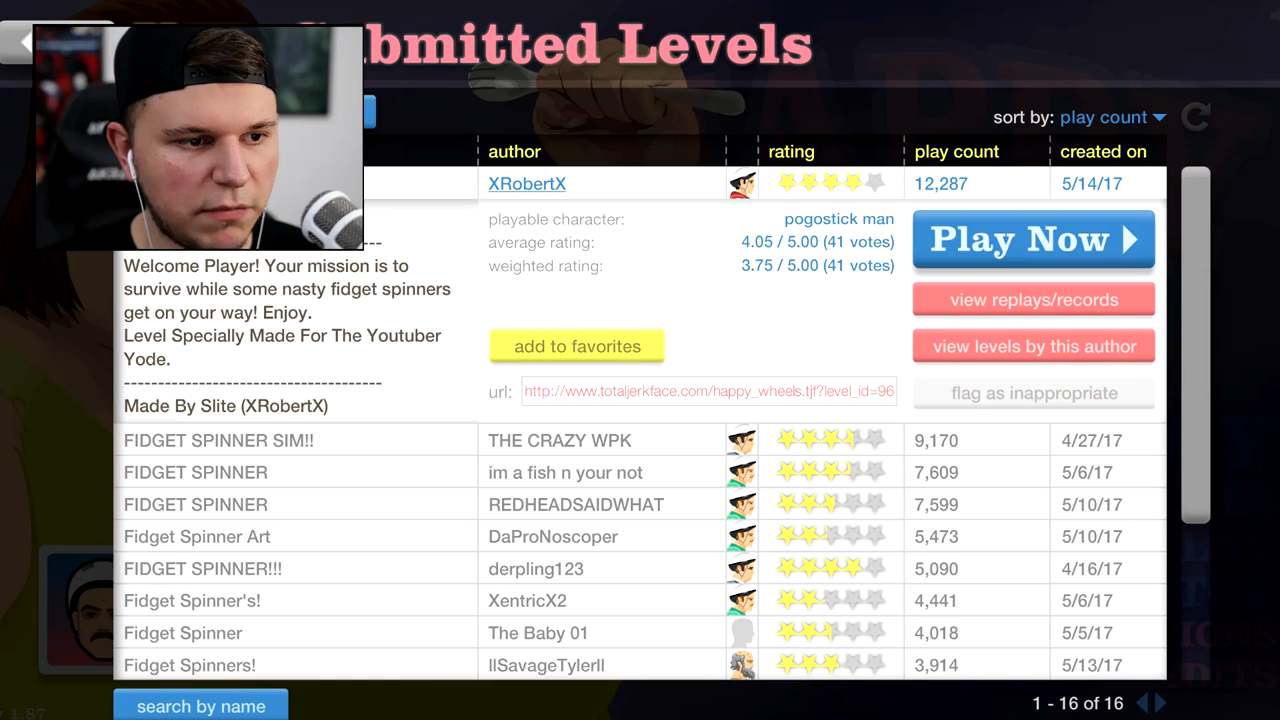 bmitted Levels
sort by: play count
author rating play count created on
XRobertX 12,287 5/14/17
playable character: pogostick man
average rating: 4.05 / 5.00 (41 votes)
weighted rating: 3.75 / 5.00 (41 votes)
Play Now
view replays/records
view levels by this author
flag as inappropriate
Welcome Player! Your mission is to
survive while some nasty fidget spinners
get on your way! Enjoy.
Level Specially Made For The Youtuber
Yode.
--------------------------------------
Made By Slite (XRobertX)
add to favorites
url: http://www.totaljerkface.com/happy_wheels.tjf?level_id=96
FIDGET SPINNER SIM!! THE CRAZY WPK 9,170 4/27/17
FIDGET SPINNER im a fish n your not 7,609 5/6/17
FIDGET SPINNER REDHEADSAIDWHAT 7,599 5/10/17
Fidget Spinner Art DaProNoscoper 5,473 5/10/17
FIDGET SPINNER!!! derpling123 5,090 4/16/17
Fidget Spinner's! XentricX2 4,441 5/6/17
Fidget Spinner The Baby 01 4,018 5/5/17
Fidget Spinners! llSavageTylerll 3,914 5/13/17
search by name
1 - 16 of 16
1.87